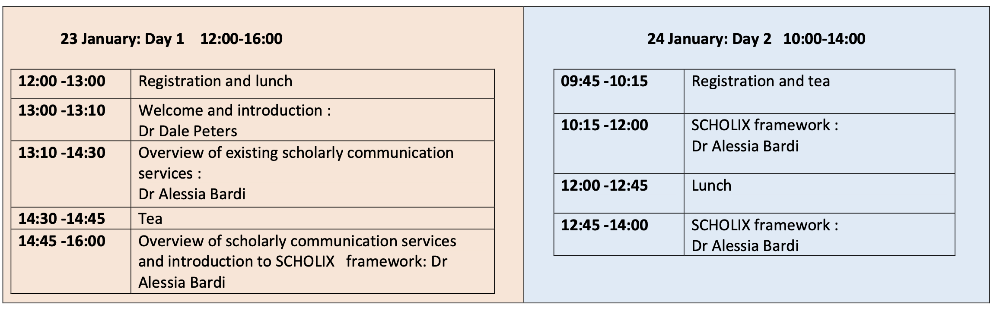 23 January: Day 1    12:00-16:00
12:00 -13:00 Registration and lunch
13:00 -13:10 Welcome and introduction :
Dr Dale Peters
13:10 -14:30 Overview of existing scholarly communication
services :
Dr Alessia Bardi
14:30 -14:45 Tea
14:45 -16:00 Overview of scholarly communication services
and introduction to SCHOLIX   framework: Dr
Alessia Bardi
24 January: Day 2   10:00-14:00
09:45 -10:15 Registration and tea
10:15 -12:00 SCHOLIX framework :
Dr Alessia Bardi
12:00 -12:45 Lunch
12:45 -14:00 SCHOLIX framework :
Dr Alessia Bardi